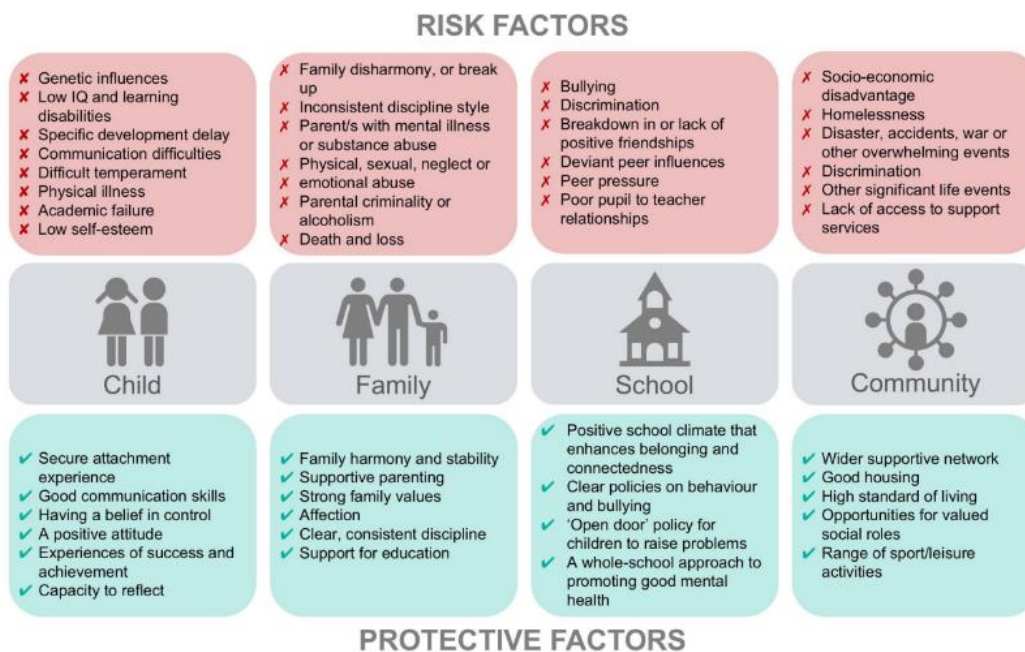 RISK FACTORS
✘ Genetic influences
✘ Low IQ and learning
disabilities
✘ Specific development delay
✘ Communication difficulties
✘ Difficult temperament
✘ Physical illness
✘ Academic failure
✘ Low self-esteem
✗ Family disharmony, or break
up
✗ Inconsistent discipline style
✗ Parent/s with mental illness
or substance abuse
✗ Physical, sexual, neglect or
✗ emotional abuse
✗ Parental criminality or
alcoholism
✗ Death and loss
✗ Bullying
✗ Discrimination
✗ Breakdown in or lack of
positive friendships
✗ Deviant peer influences
✗ Peer pressure
✗ Poor pupil to teacher
relationships
✗ Socio-economic
disadvantage
✗ Homelessness
✗ Disaster, accidents, war or
other overwhelming events
✗ Discrimination
✗ Other significant life events
✗ Lack of access to support
services
Child
Family
School
Community
✔ Secure attachment
experience
✔ Good communication skills
✔ Having a belief in control
✔ A positive attitude
✔ Experiences of success and
achievement
✔ Capacity to reflect
✔ Family harmony and stability
✔ Supportive parenting
✔ Strong family values
✔ Affection
✔ Clear, consistent discipline
✔ Support for education
✔ Positive school climate that
enhances belonging and
connectedness
✔ Clear policies on behaviour
and bullying
✔ ‘Open door’ policy for
children to raise problems
✔ A whole-school approach to
promoting good mental
health
✔ Wider supportive network
✔ Good housing
✔ High standard of living
✔ Opportunities for valued
social roles
✔ Range of sport/leisure
activities
PROTECTIVE FACTORS